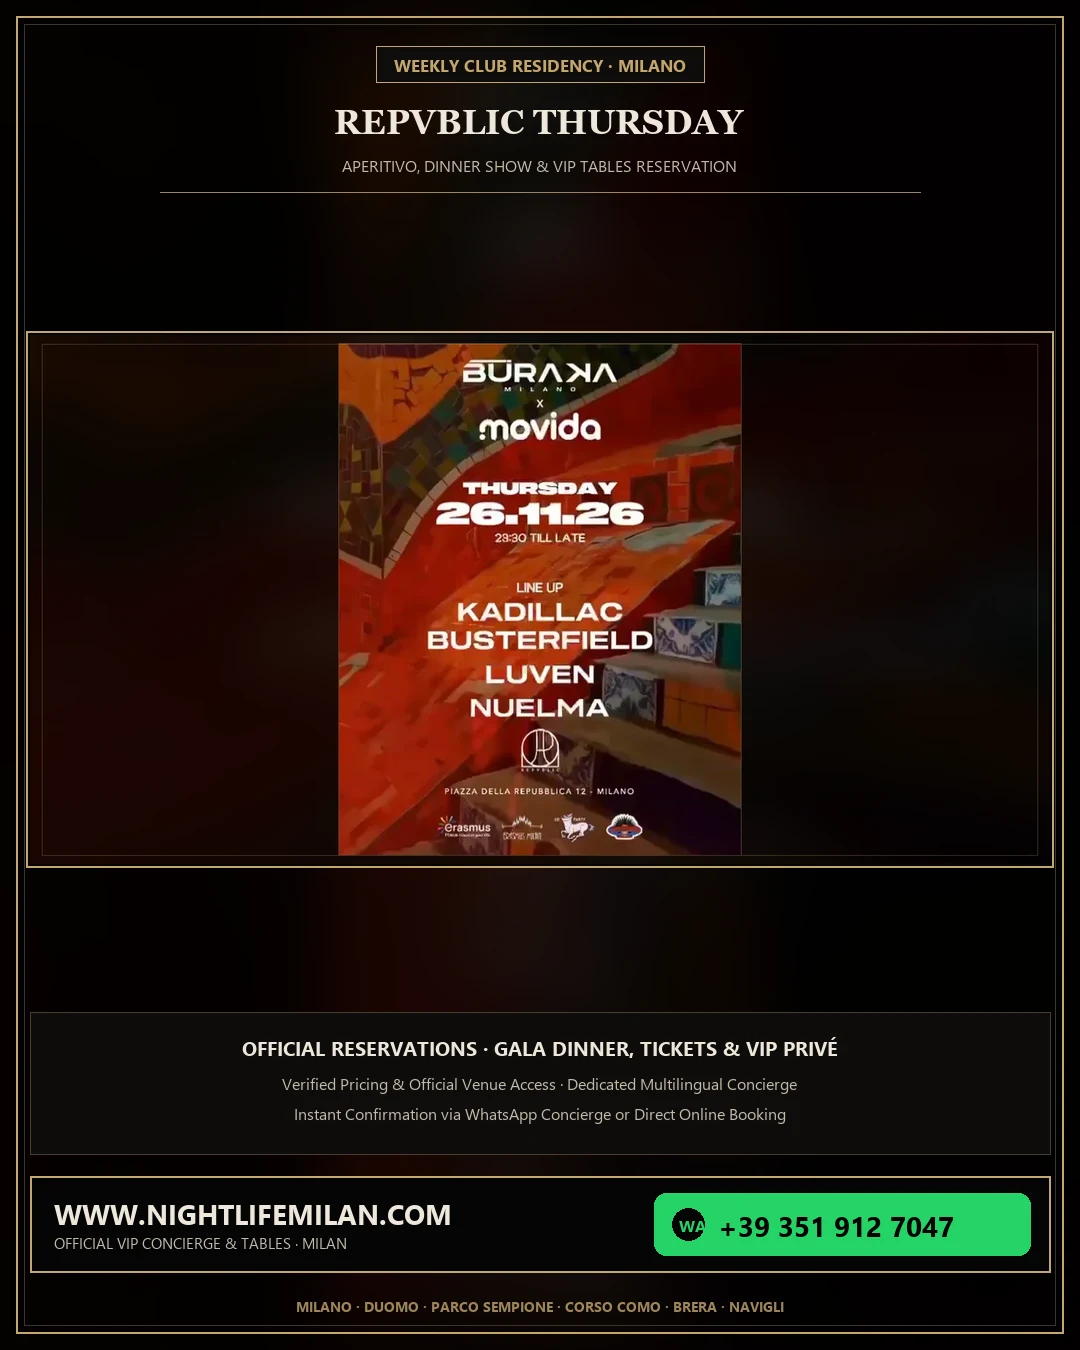 WEEKLY CLUB RESIDENCY · MILANO
REPVBLIC THURSDAY
APERITIVO, DINNER SHOW & VIP TABLES RESERVATION
BURAKA
MILANO
X
movida
THURSDAY
26.11.26
23:30 TILL LATE
LINE UP
KADILLAC
BUSTERFIELD
LUVEN
NUELMA
REPVBLIC
PIAZZA DELLA REPUBBLICA 12 - MILANO
erasmus
ERASMUS MILAN
OFFICIAL RESERVATIONS · GALA DINNER, TICKETS & VIP PRIVÉ
Verified Pricing & Official Venue Access · Dedicated Multilingual Concierge
Instant Confirmation via WhatsApp Concierge or Direct Online Booking
WWW.NIGHTLIFEMILAN.COM
OFFICIAL VIP CONCIERGE & TABLES · MILAN
WA +39 351 912 7047
MILANO · DUOMO · PARCO SEMPIONE · CORSO COMO · BRERA · NAVIGLI